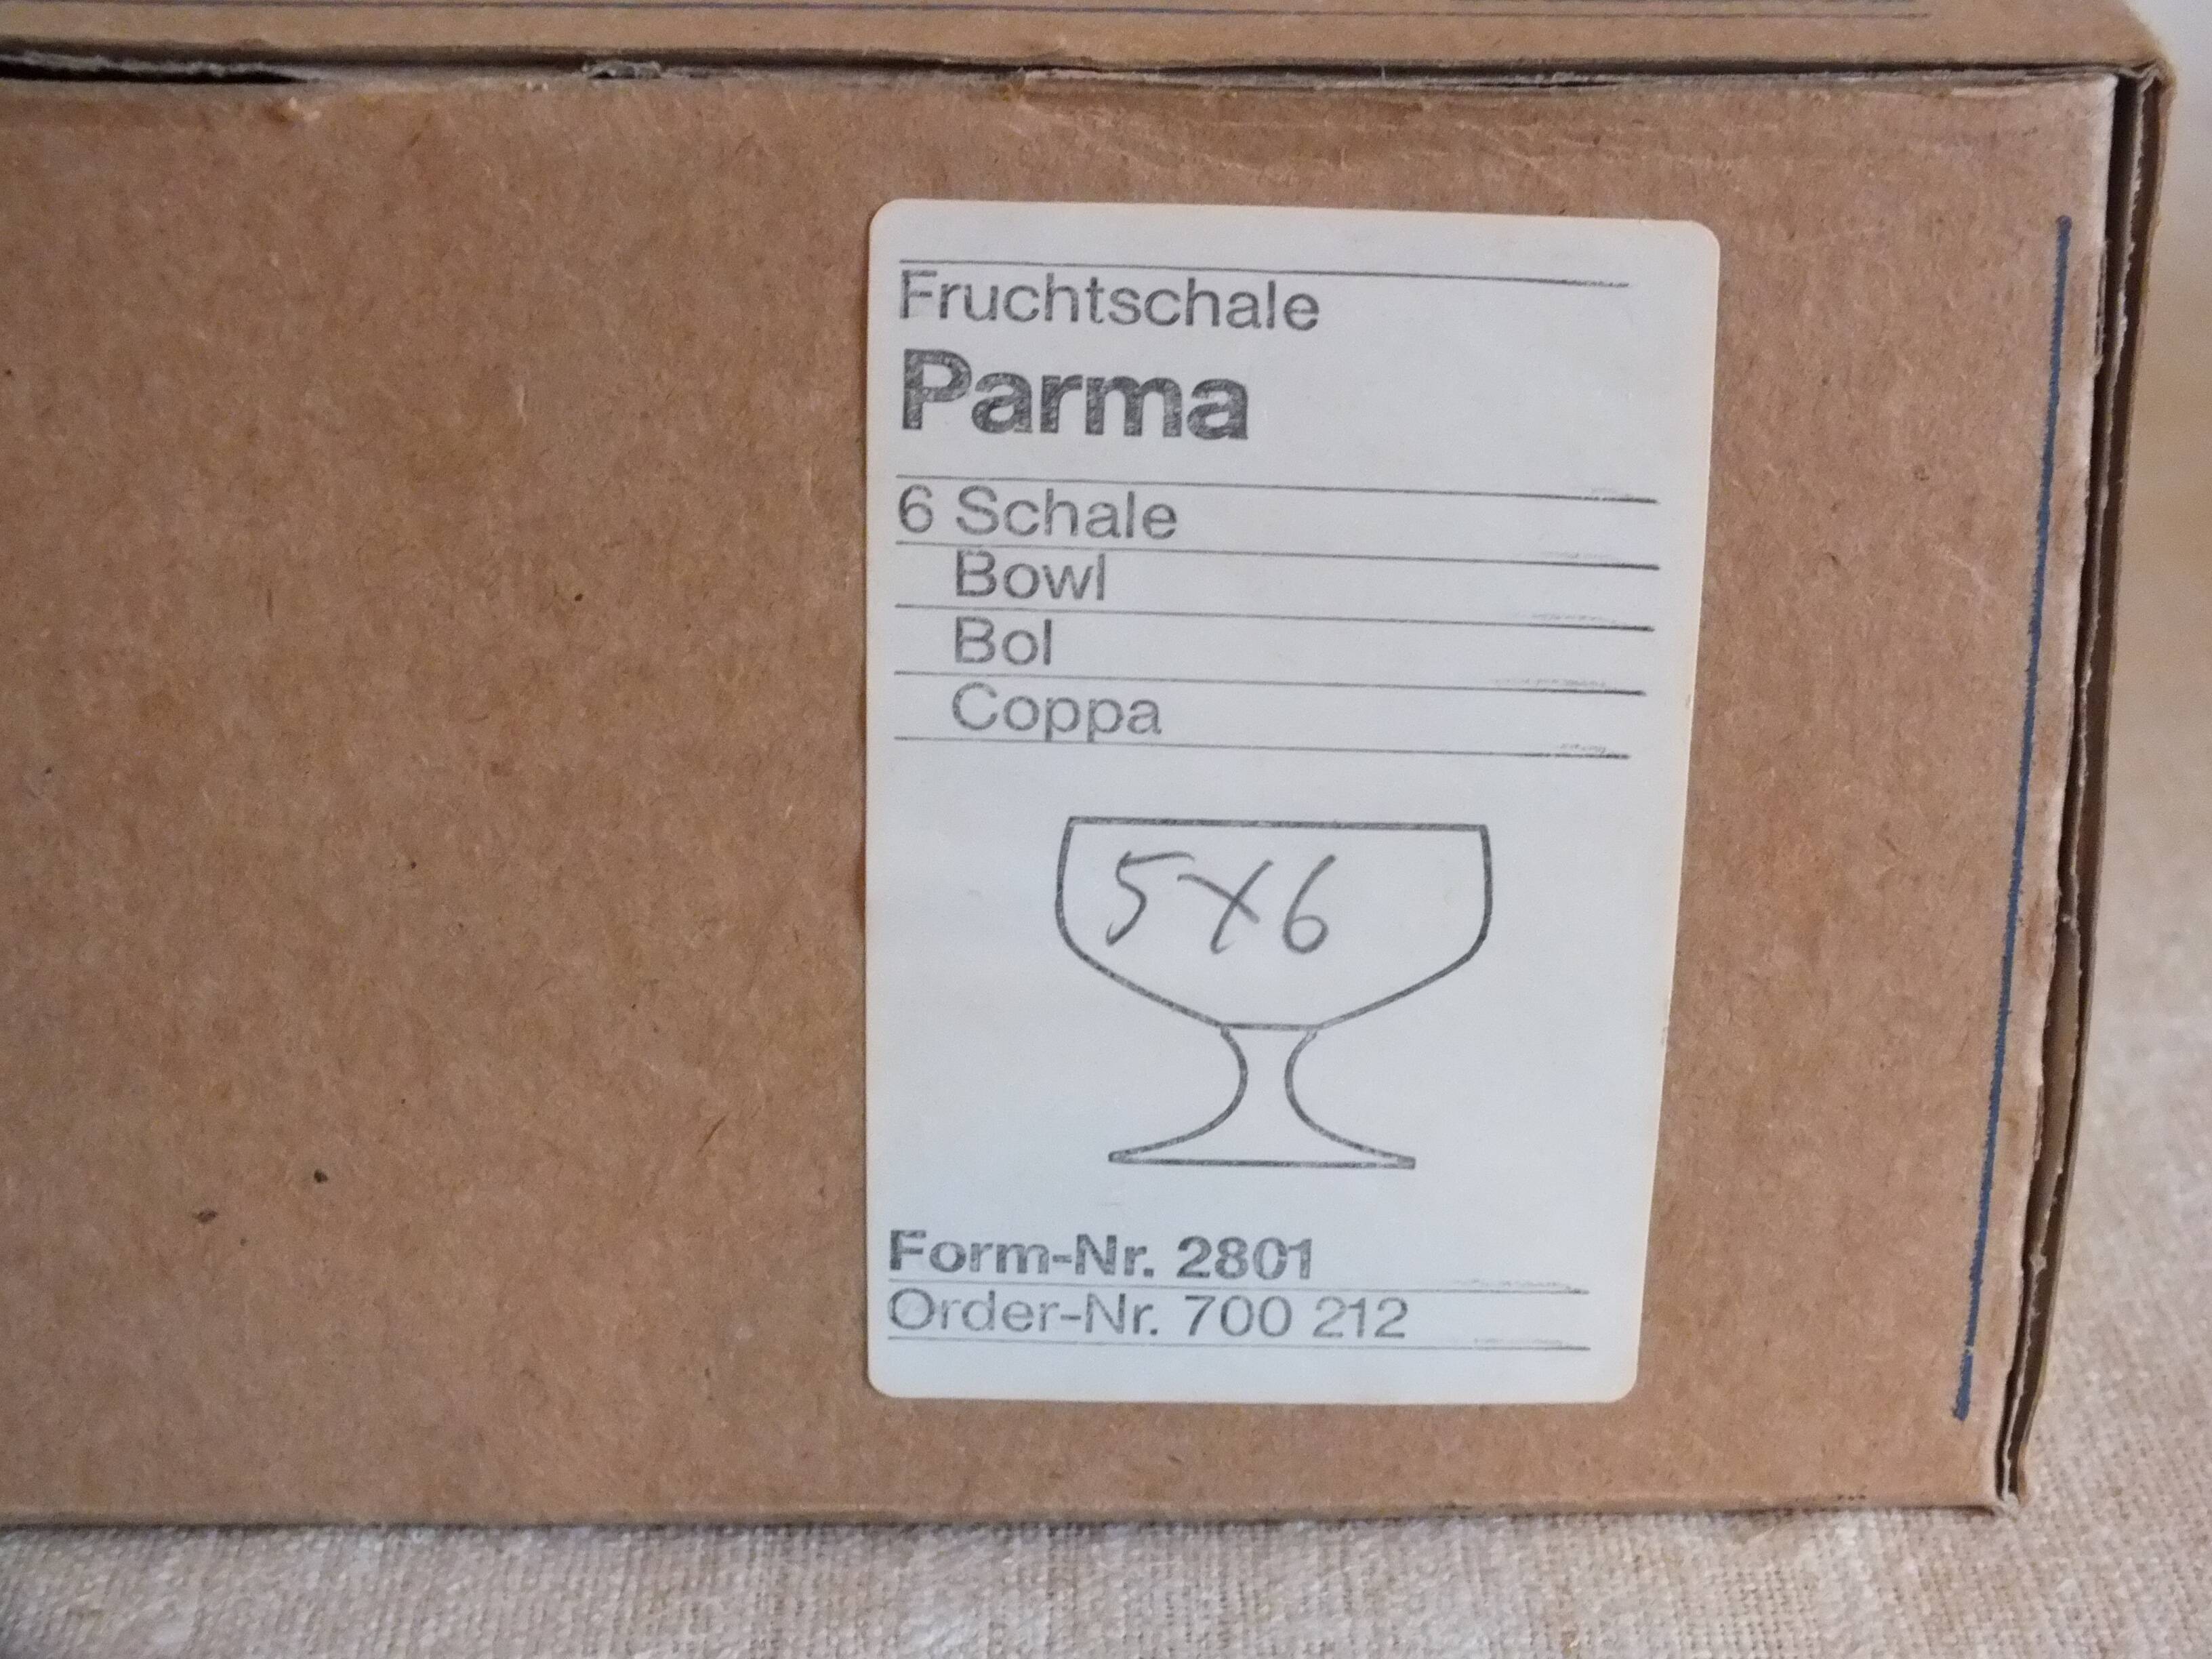 Fruchtschale
Parma
6 Schale
Bowl
Bol
Coppa
5x6
Form-Nr. 2801
Order-Nr. 700 212